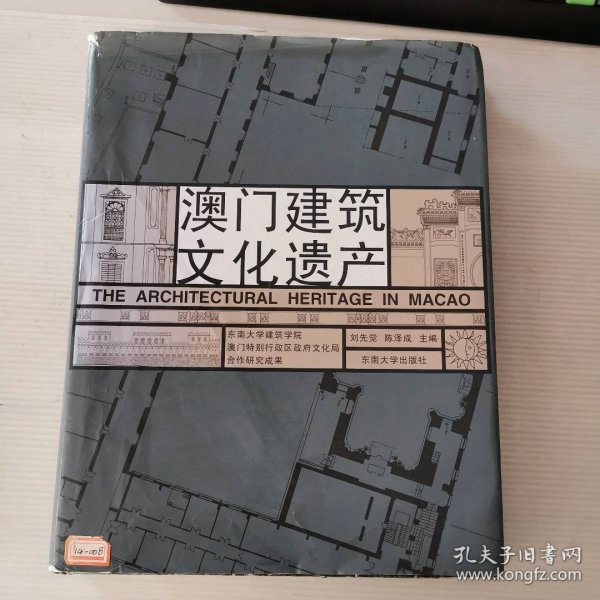 澳门建筑
文化遗产
THE ARCHITECTURAL HERITAGE IN MACAO
东南大学建筑学院
澳门特别行政区政府文化局
合作研究成果
刘先觉 陈泽成 主编
东南大学出版社
孔夫子旧书网
www.kongfz.com